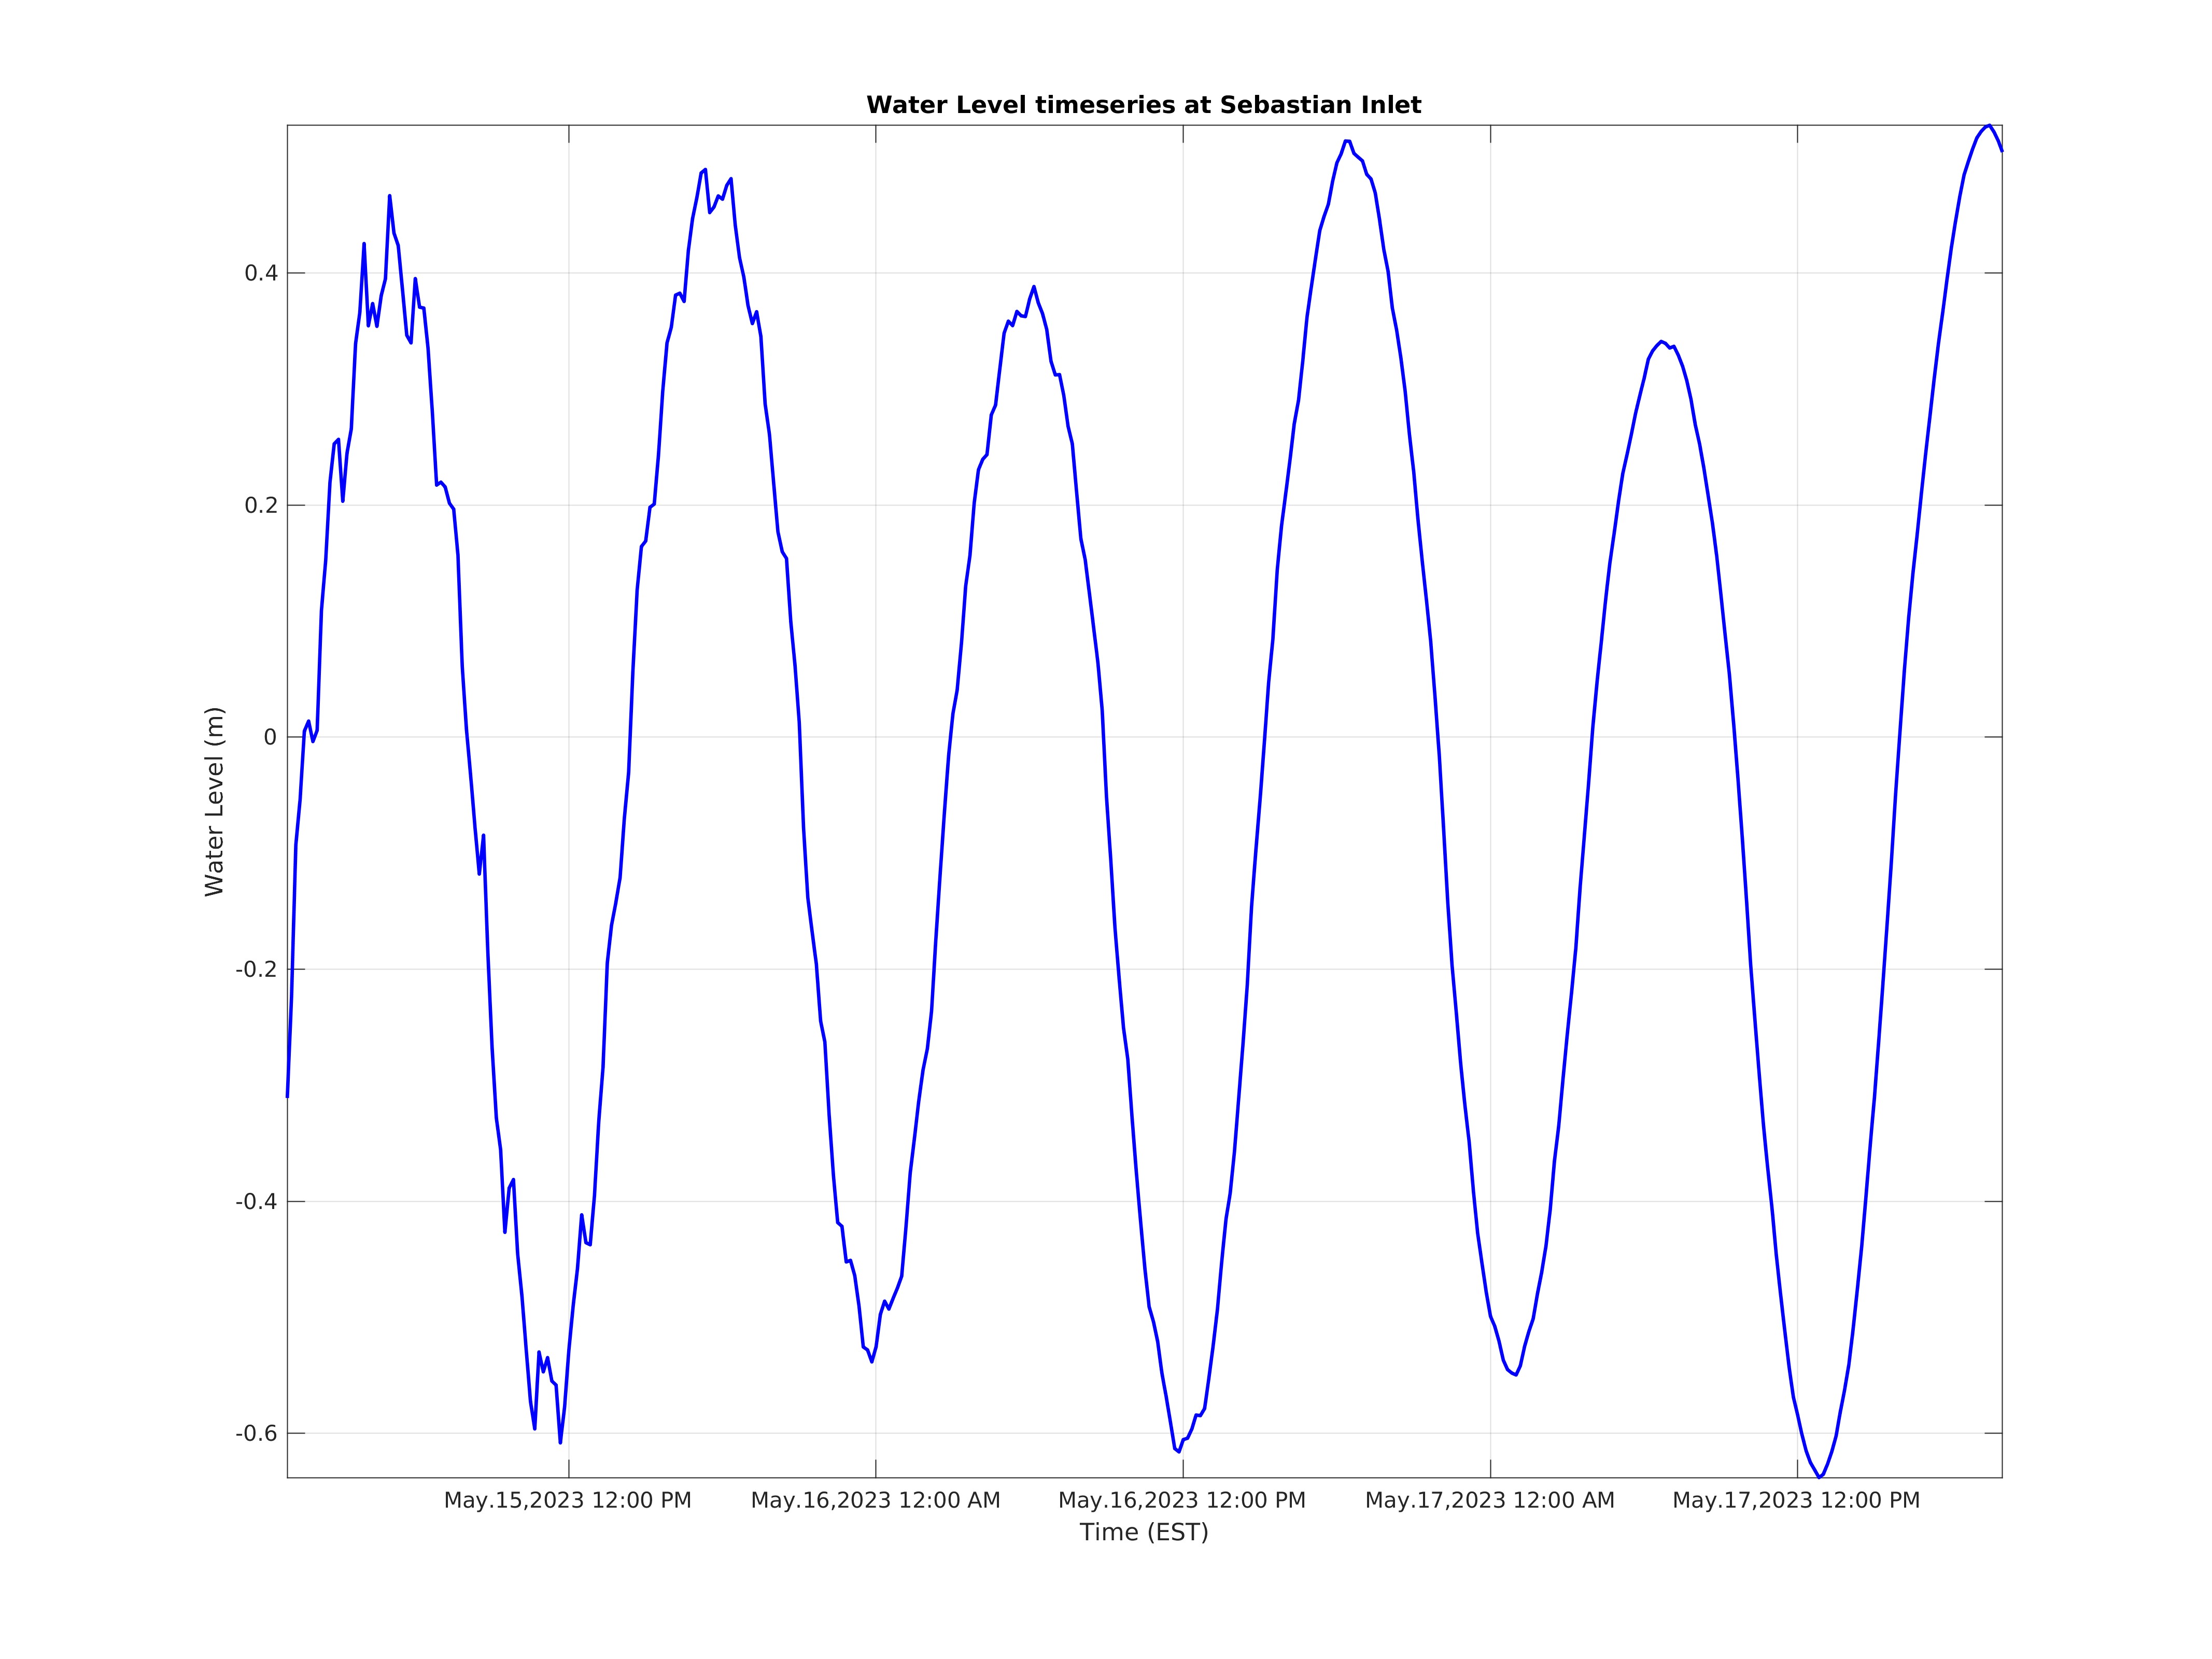 Water Level timeseries at Sebastian Inlet
0.4
0.2
0
-0.2
-0.4
-0.6
Water Level (m)
May.15,2023 12:00 PM
May.16,2023 12:00 AM
May.16,2023 12:00 PM
May.17,2023 12:00 AM
May.17,2023 12:00 PM
Time (EST)